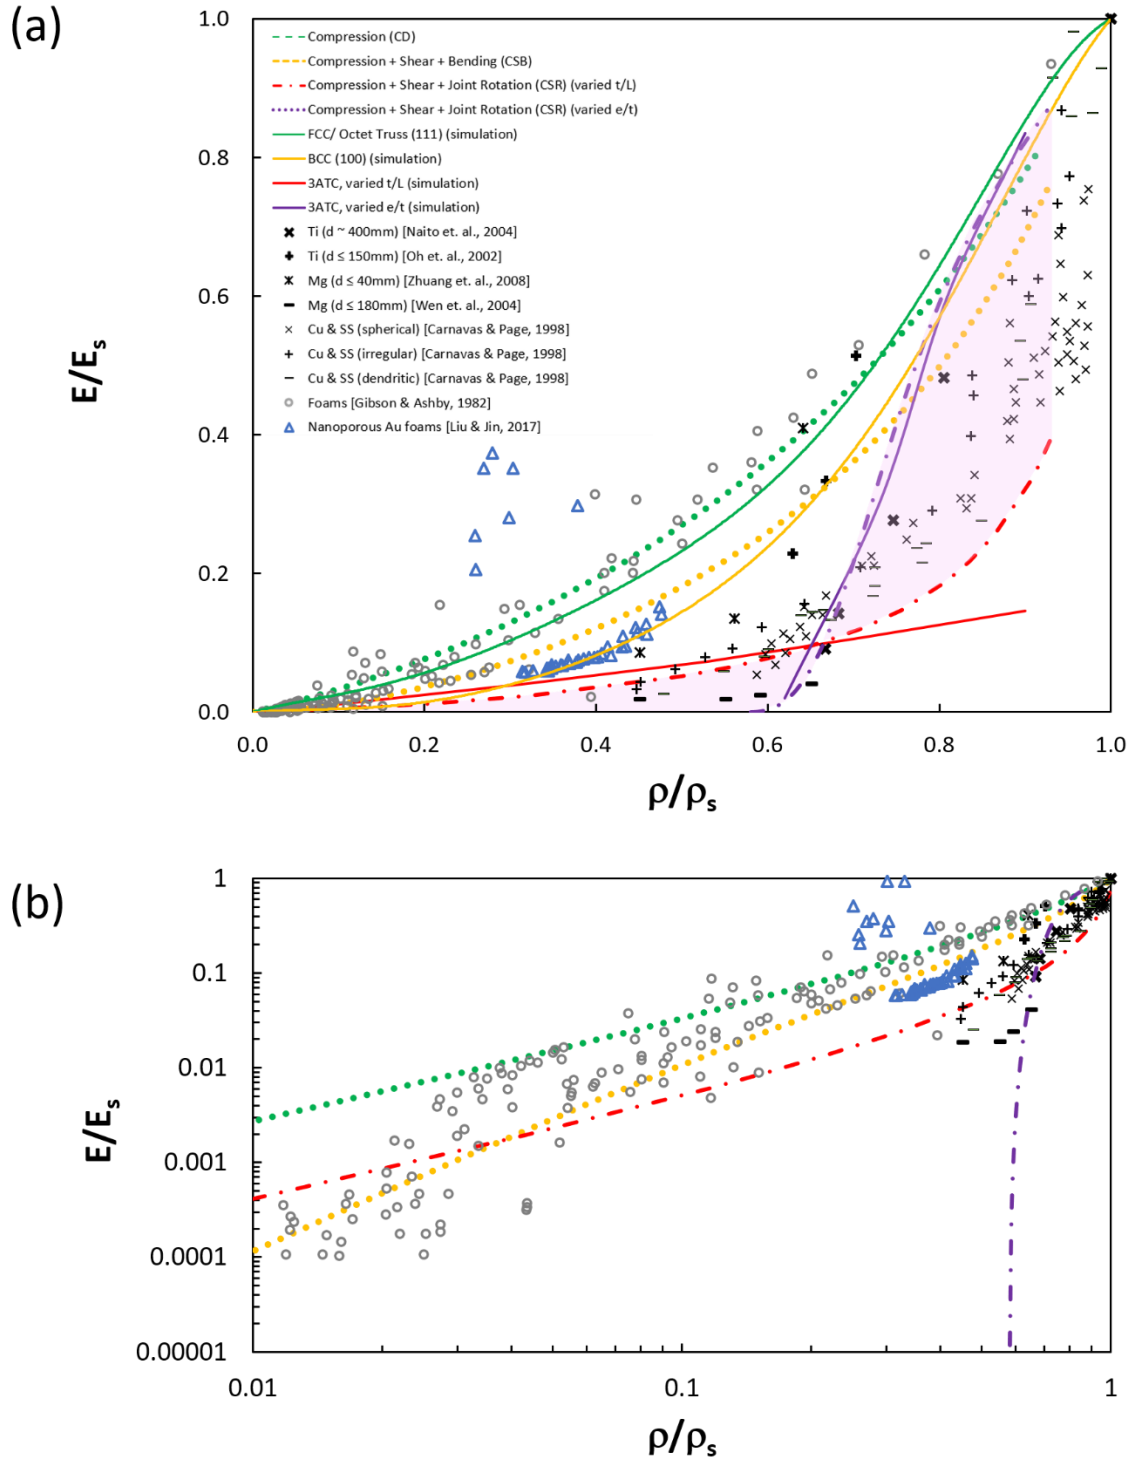 (a)
1.0
0.8
0.6
0.4
0.2
0.0
E/Es
Compression (CD)
Compression + Shear + Bending (CSB)
Compression + Shear + Joint Rotation (CSR) (varied t/L)
Compression + Shear + Joint Rotation (CSR) (varied e/t)
FCC/ Octet Truss (111) (simulation)
BCC (100) (simulation)
3ATC, varied t/L (simulation)
3ATC, varied e/t (simulation)
Ti (d ~ 400mm) [Naito et. al., 2004]
Ti (d ≤ 150mm) [Oh et. al., 2002]
Mg (d ≤ 40mm) [Zhuang et. al., 2008]
Mg (d ≤ 180mm) [Wen et. al., 2004]
Cu & SS (spherical) [Carnavas & Page, 1998]
Cu & SS (irregular) [Carnavas & Page, 1998]
Cu & SS (dendritic) [Carnavas & Page, 1998]
Foams [Gibson & Ashby, 1982]
Nanoporous Au foams [Liu & Jin, 2017]
0.0 0.2 0.4 0.6 0.8 1.0
ρ/ρs
(b)
1
0.1
0.01
0.001
0.0001
0.00001
E/Es
0.01 0.1 1
ρ/ρs